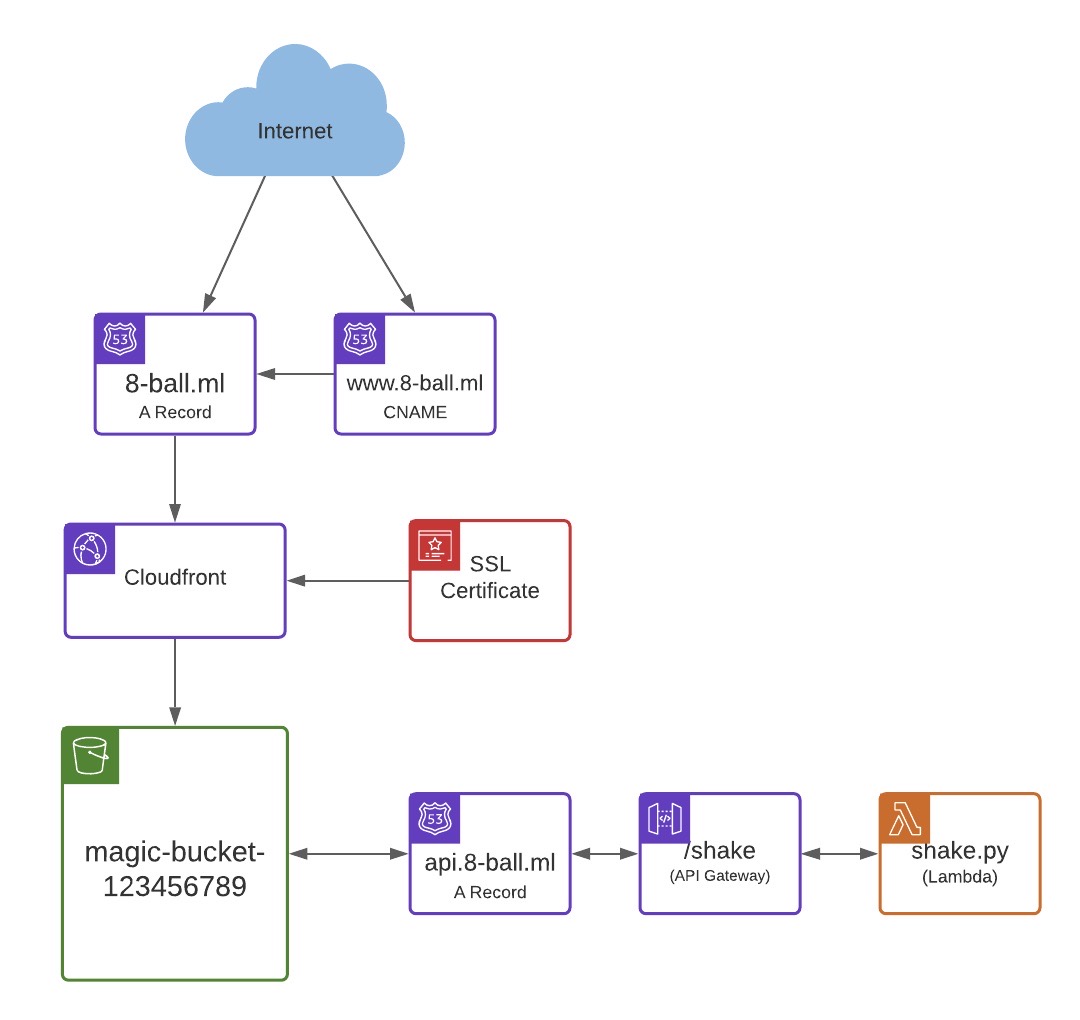 Internet
53
8-ball.ml
A Record
53
www.8-ball.ml
CNAME
Cloudfront
SSL
Certificate
magic-bucket-
123456789
53
api.8-ball.ml
A Record
</>
/shake
(API Gateway)
shake.py
(Lambda)